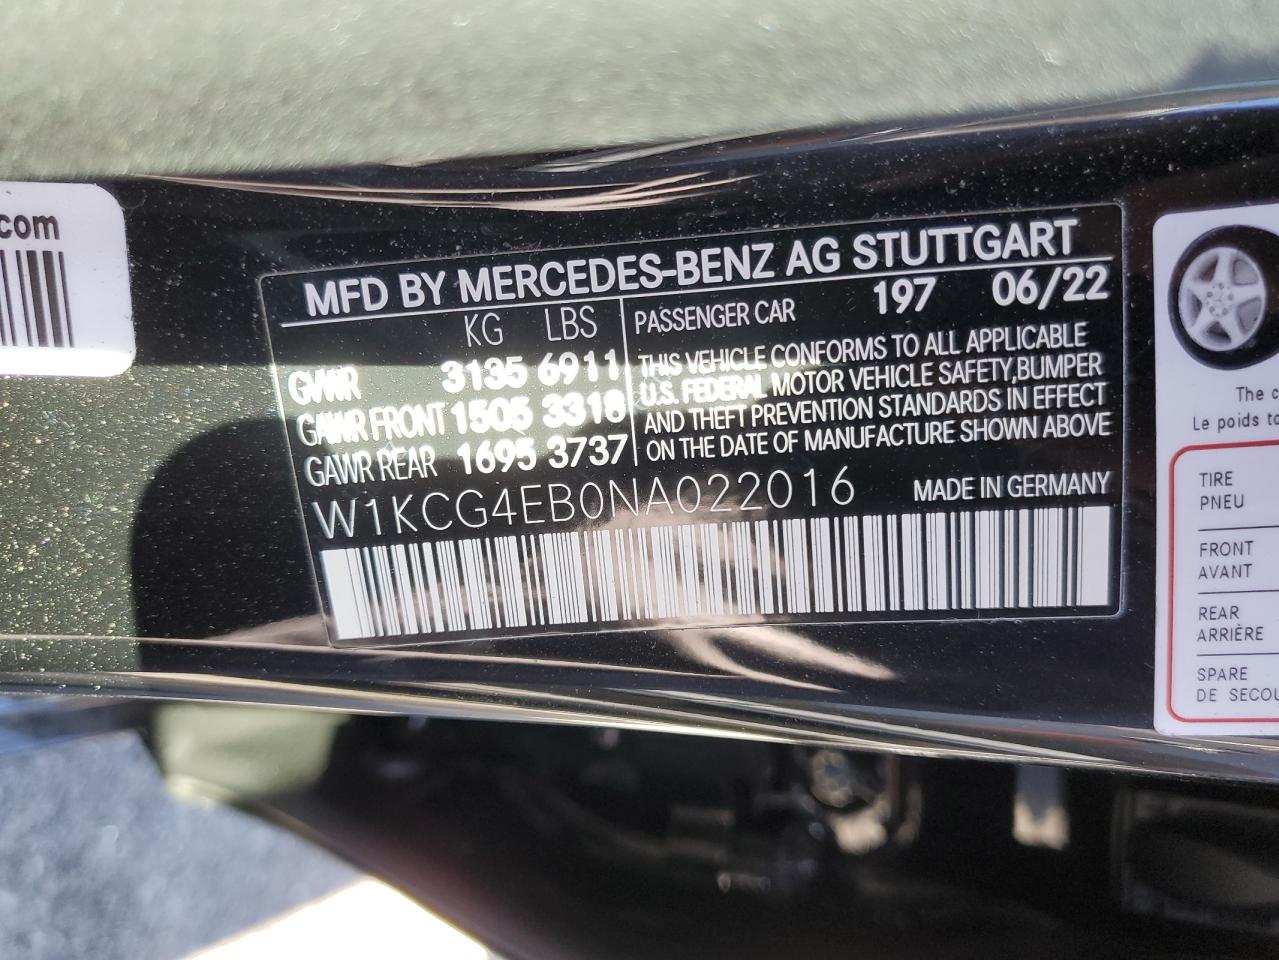 com
MFD BY MERCEDES-BENZ AG STUTTGART
KG LBS
PASSENGER CAR 197 06/22
GVWR 3135 6911
GAWR FRONT 1505 3318
GAWR REAR 1695 3737
THIS VEHICLE CONFORMS TO ALL APPLICABLE
U.S. FEDERAL MOTOR VEHICLE SAFETY,BUMPER
AND THEFT PREVENTION STANDARDS IN EFFECT
ON THE DATE OF MANUFACTURE SHOWN ABOVE
W1KCG4EB0NA022016 MADE IN GERMANY
The c
Le poids to
TIRE
PNEU
FRONT
AVANT
REAR
ARRIÈRE
SPARE
DE SECOU